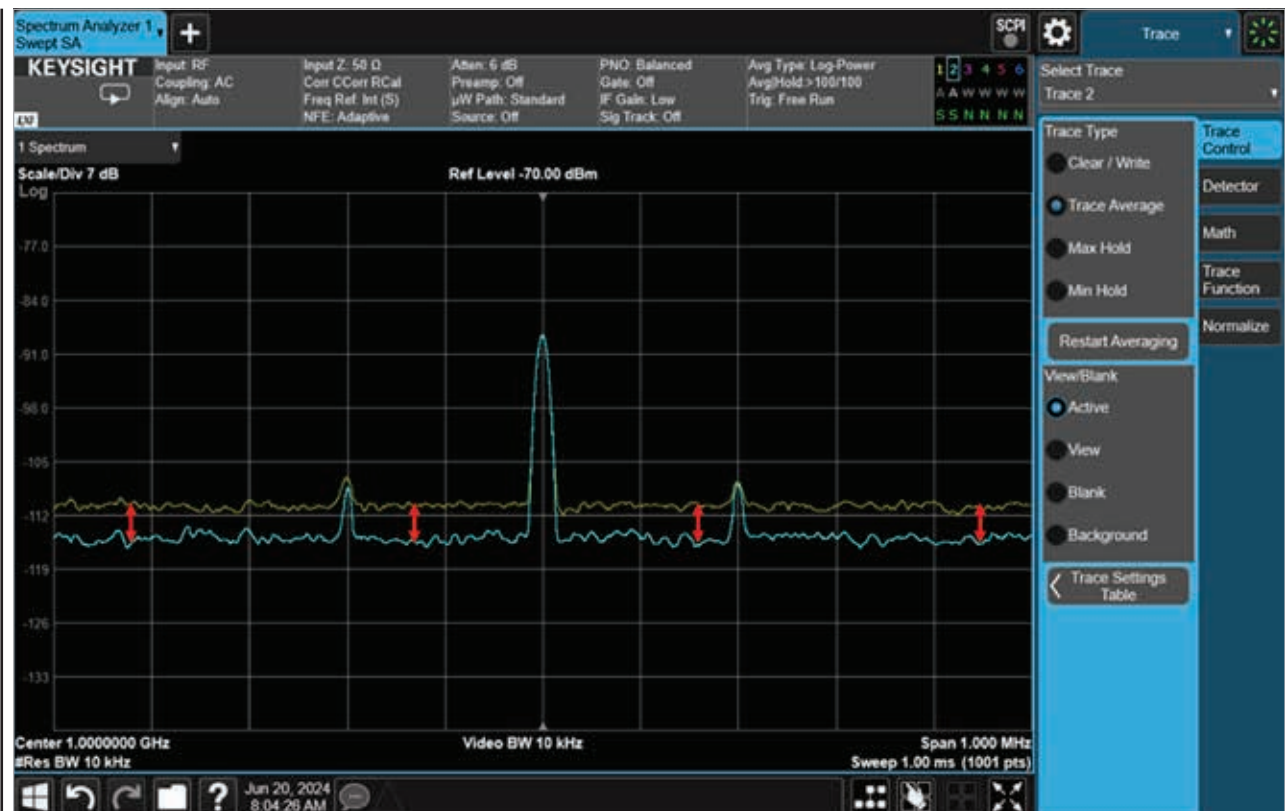 Spectrum Analyzer 1
Swept SA
+
SCPI
Trace
KEYSIGHT
Input: RF
Coupling: AC
Align: Auto
Input Z: 50 Ω
Corr CCorr RCal
Freq Ref: Int (S)
NFE: Adaptive
Atten: 6 dB
Preamp: Off
µW Path: Standard
Source: Off
PNO: Balanced
Gate: Off
IF Gain: Low
Sig Track: Off
Avg Type: Log-Power
Avg|Hold:>100/100
Trig: Free Run
1 2 3 4 5 6
A A W W W W
S S N N N N
LXI
Select Trace
Trace 2
1 Spectrum
Scale/Div 7 dB
Ref Level -70.00 dBm
Log
-77.0
-84.0
-91.0
-98.0
-105
-112
-119
-126
-133
Center 1.0000000 GHz
#Res BW 10 kHz
Video BW 10 kHz
Span 1.000 MHz
Sweep 1.00 ms (1001 pts)
Trace Type
Clear / Write
Trace Average
Max Hold
Min Hold
Restart Averaging
View/Blank
Active
View
Blank
Background
Trace Settings
Table
Trace
Control
Detector
Math
Trace
Function
Normalize
?
Jun 20, 2024
8:04:26 AM